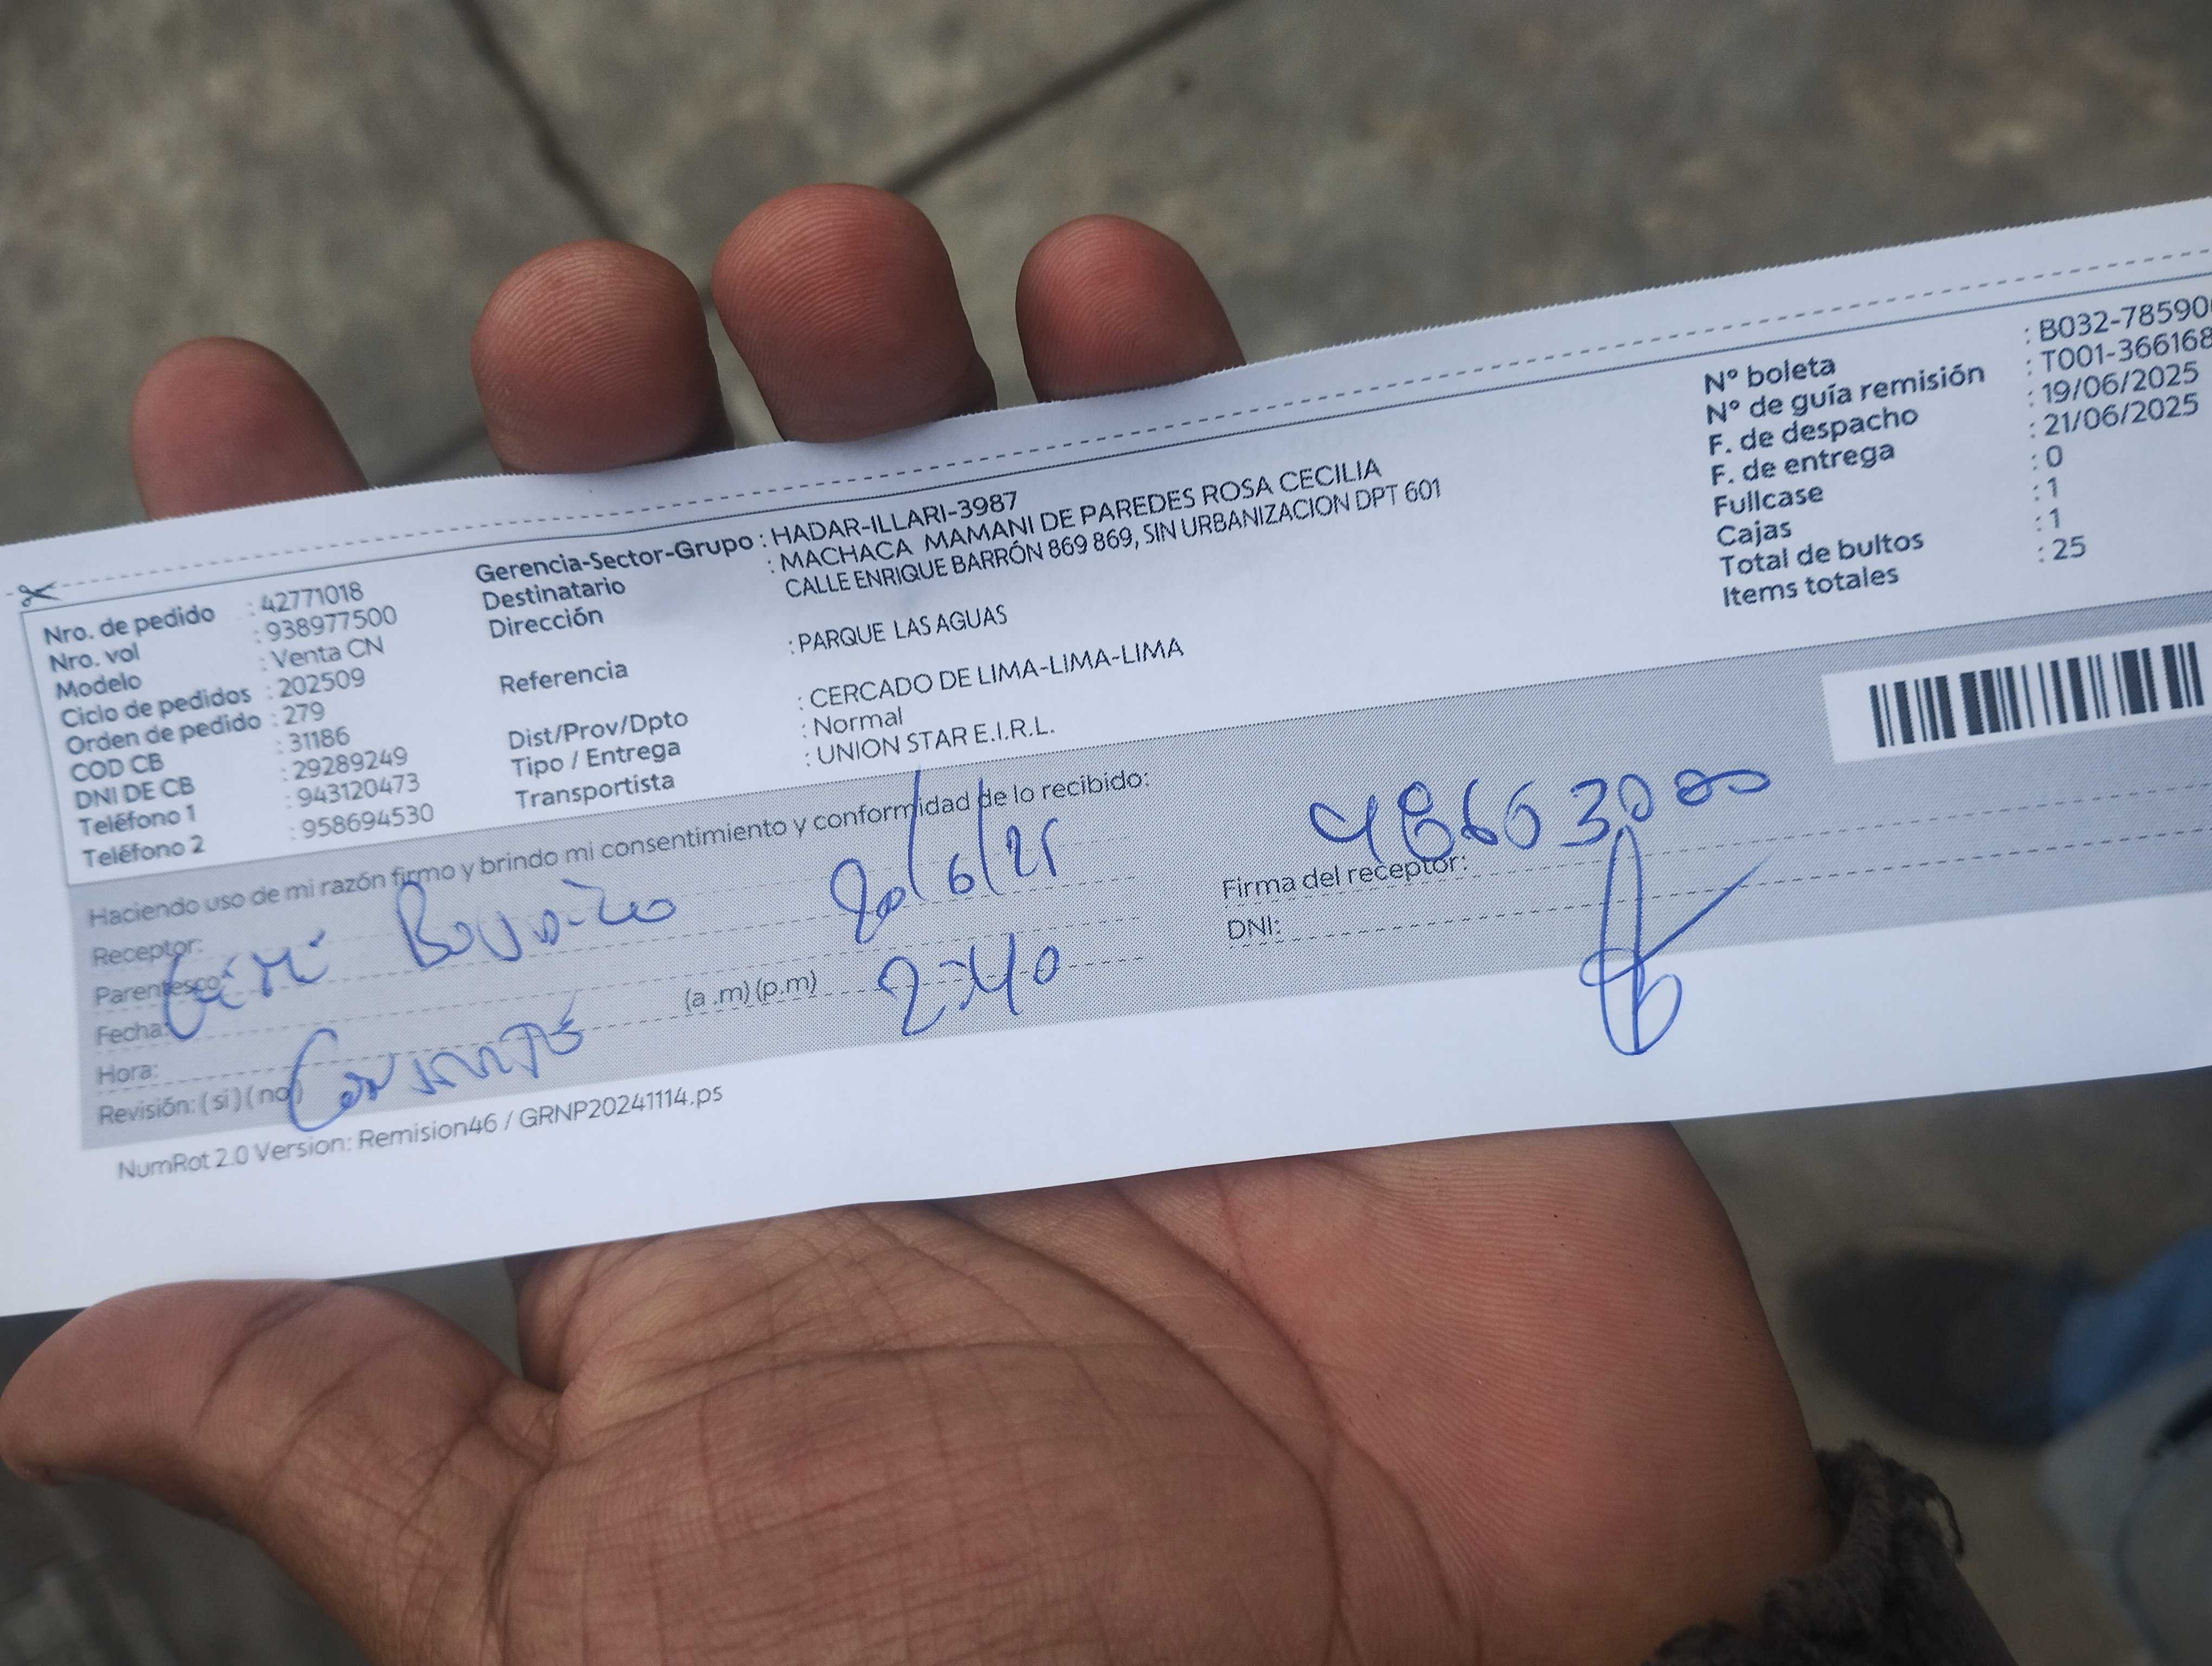 Nro. de pedido : 42771018
Nro. vol : 938977500
Modelo : Venta CN
Ciclo de pedidos : 202509
Orden de pedido : 279
COD CB : 31186
DNI DE CB : 29289249
Teléfono 1 : 943120473
Teléfono 2 : 958694530
Gerencia-Sector-Grupo : HADAR-ILLARI-3987
Destinatario : MACHACA MAMANI DE PAREDES ROSA CECILIA
Dirección CALLE ENRIQUE BARRÓN 869 869, SIN URBANIZACION DPT 601
Referencia : PARQUE LAS AGUAS
Dist/Prov/Dpto : CERCADO DE LIMA-LIMA-LIMA
Tipo / Entrega : Normal
Transportista : UNION STAR E.I.R.L.
N° boleta : B032-78590
N° de guía remisión : T001-366168
F. de despacho : 19/06/2025
F. de entrega : 21/06/2025
Fullcase : 0
Cajas : 1
Total de bultos : 1
Items totales : 25
Haciendo uso de mi razón firmo y brindo mi consentimiento y conformidad de lo recibido:
Receptor:
Parentesco:
Fecha: 20/6/25
Hora: (a .m) (p.m) 2:40
Revisión: ( si ) ( no )
Firma del receptor:
DNI:
NumRot 2.0 Version: Remision46 / GRNP20241114.ps